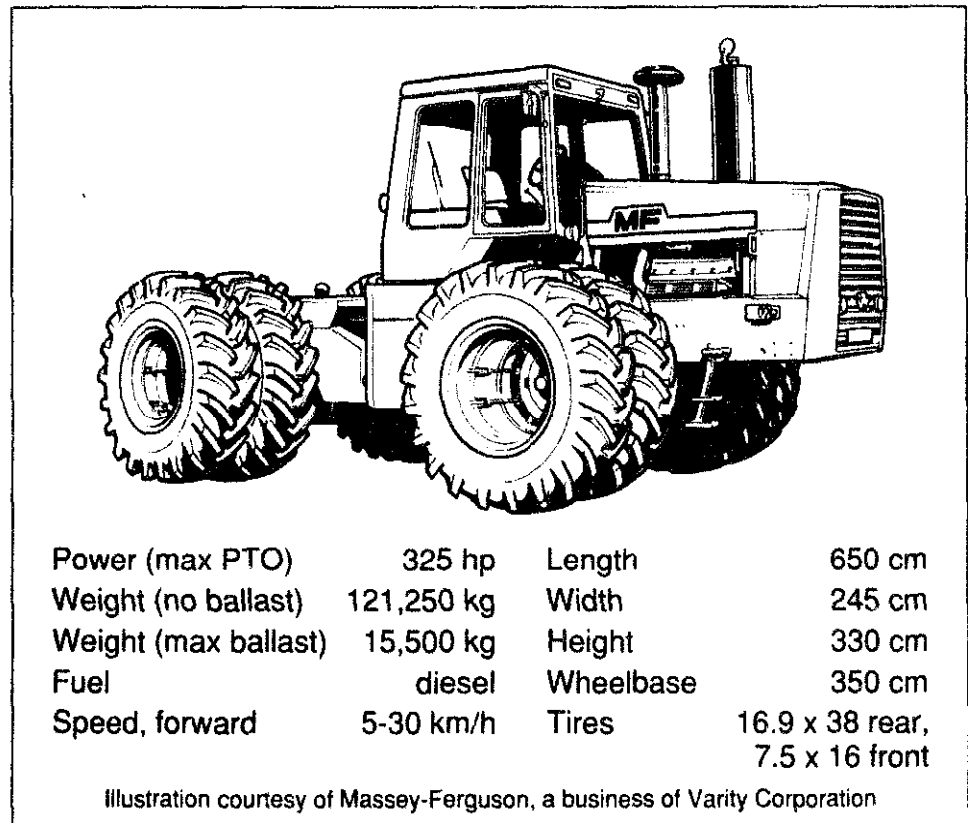 MF
Power (max PTO) 325 hp Length 650 cm
Weight (no ballast) 121,250 kg Width 245 cm
Weight (max ballast) 15,500 kg Height 330 cm
Fuel diesel Wheelbase 350 cm
Speed, forward 5-30 km/h Tires 16.9 x 38 rear,
7.5 x 16 front
Illustration courtesy of Massey-Ferguson, a business of Varity Corporation